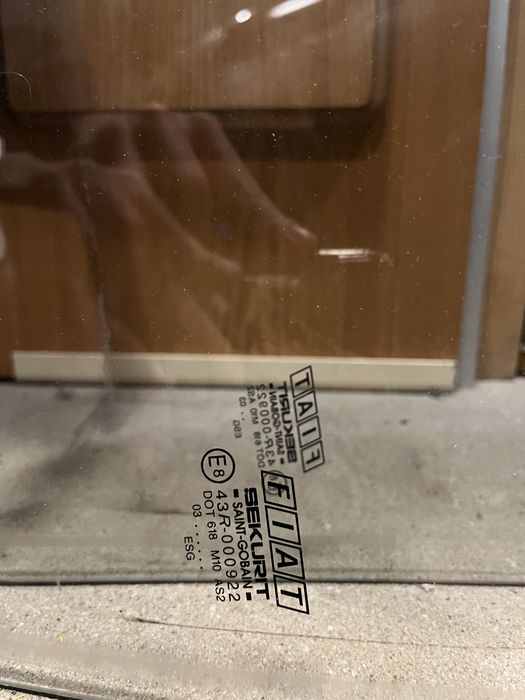 FIAT
SEKURIT
SAINT-GOBAIN
E8 43R-000922
DOT 618 M10 AS2
03 . . . . . . .
ESG